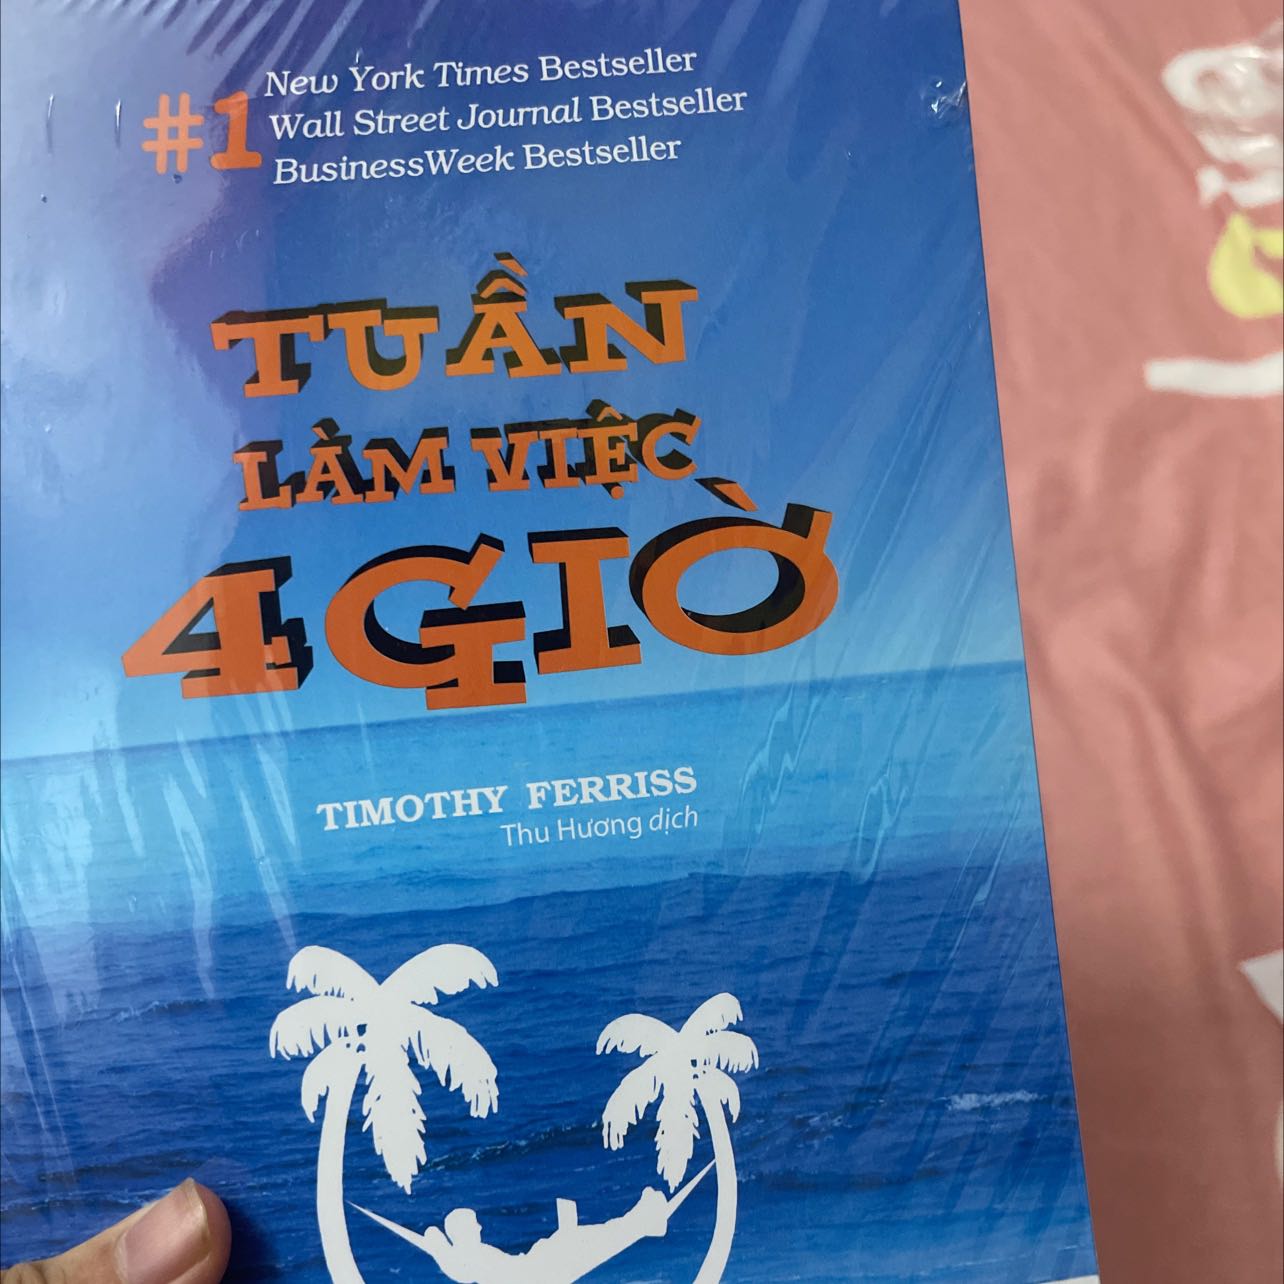 #1
New York Times Bestseller
Wall Street Journal Bestseller
BusinessWeek Bestseller
TUẦN
LÀM VIỆC
4 GIỜ
TIMOTHY FERRISS
Thu Hương dịch